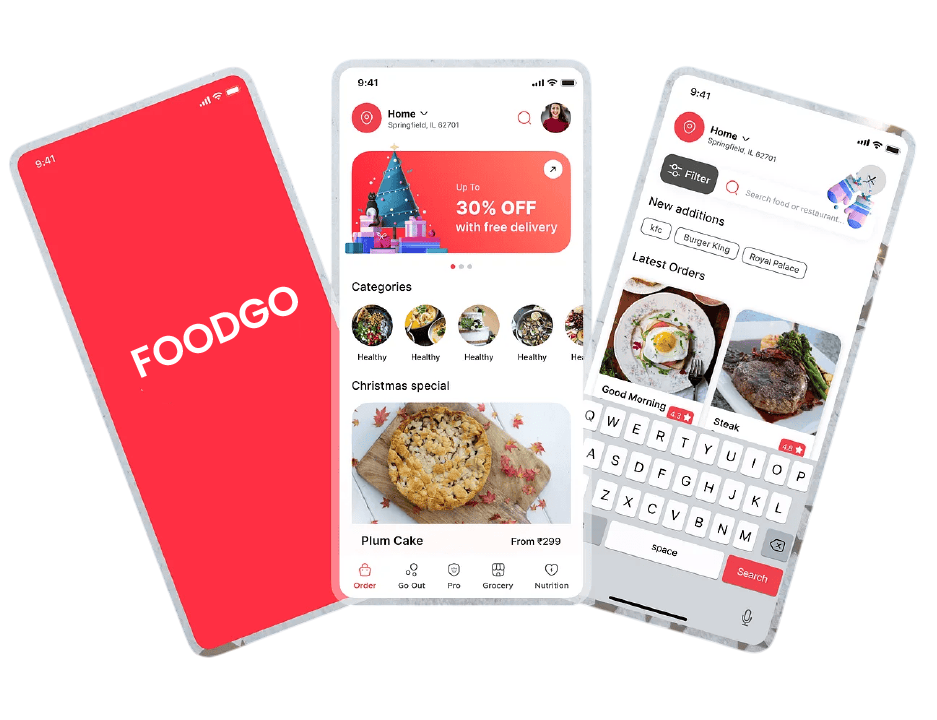 9:41
FOODGO
9:41
Home
Springfield, IL 62701
Up To
30% OFF
with free delivery
Categories
Healthy Healthy Healthy Healthy Hea
Christmas special
Plum Cake From ₹299
Order Go Out Pro Grocery Nutrition
9:41
Home
Springfield, IL 62701
Filter Search food or restaurant..
New additions
kfc Burger King Royal Palace
Latest Orders
Good Morning 4.3
Steak 4.8
Q W E R T Y U I O P
A S D F G H J K L
Z X C V B N M
space Search